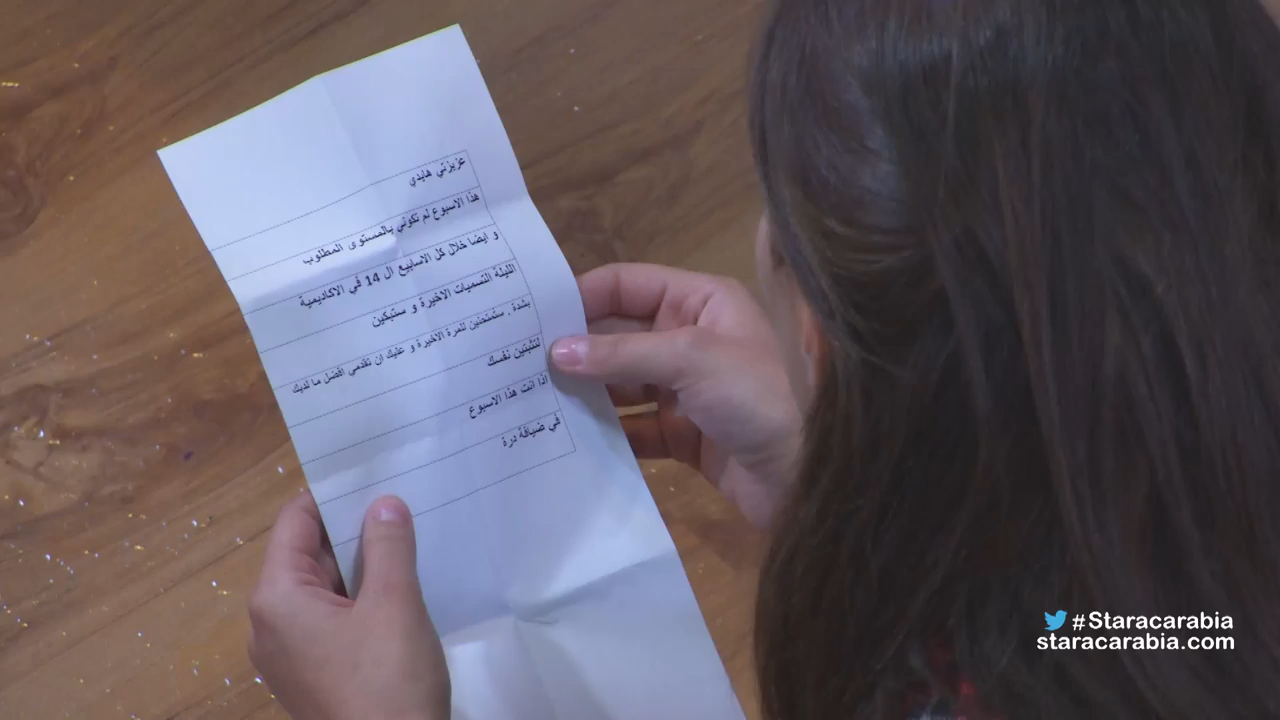 عزيزتي هايدي
هذا الاسبوع لم تكوني بالمستوى المطلوب
و ايضا خلال كل الاسابيع ال 14 في الاكاديمية
الليلة التسميات الاخيرة و ستبكين
بشدة . ستمتحنين للمرة الاخيرة و عليك ان تقدمي افضل ما لديك
لتثبتين نفسك
اذا انت هذا الاسبوع
في ضيافة درة
#Staracarabia
staracarabia.com